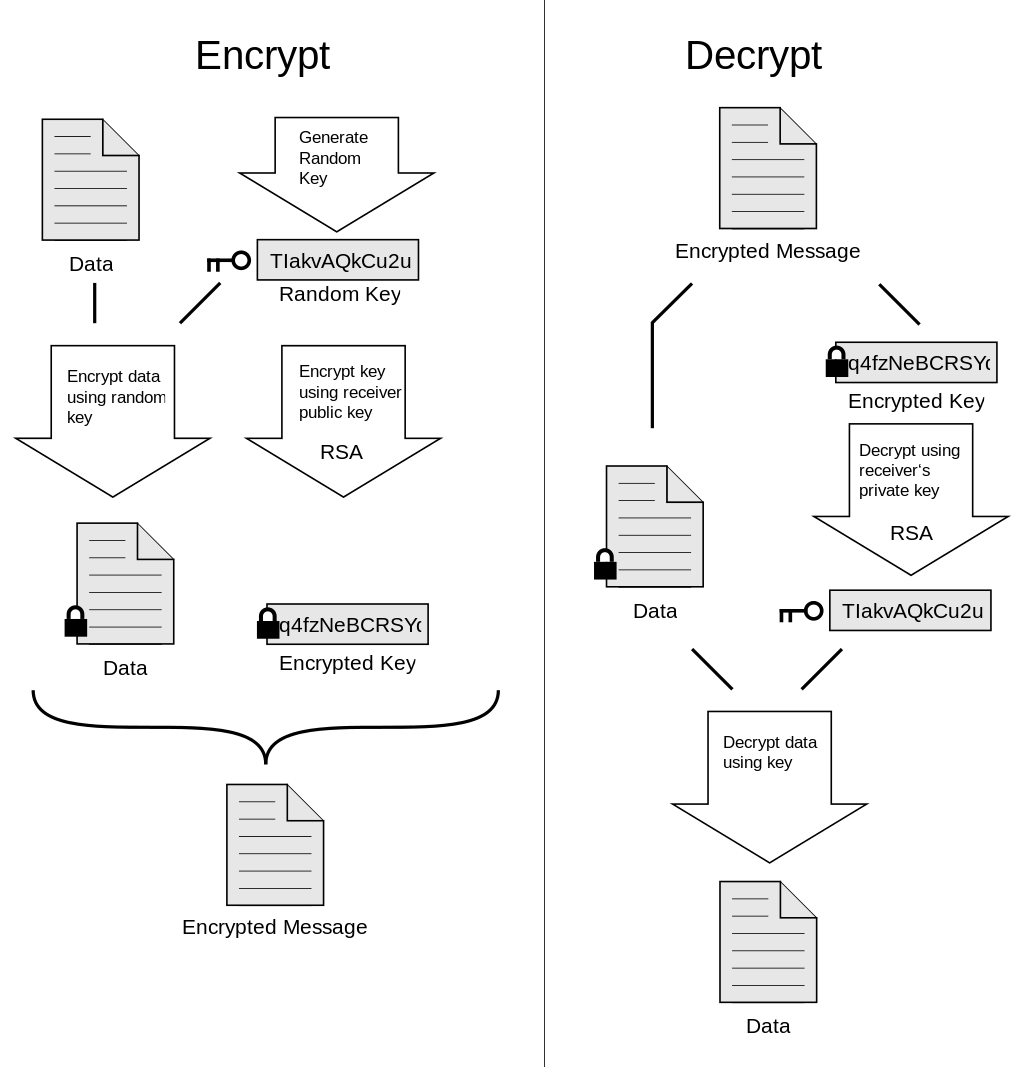 Encrypt
Data
Generate
Random
Key
TIakvAQkCu2u
Random Key
Encrypt data
using random
key
Encrypt key
using receiver
public key
RSA
Data
q4fzNeBCRSYc
Encrypted Key
Encrypted Message
Decrypt
Encrypted Message
q4fzNeBCRSYc
Encrypted Key
Decrypt using
receiver‘s
private key
RSA
Data
TIakvAQkCu2u
Decrypt data
using key
Data